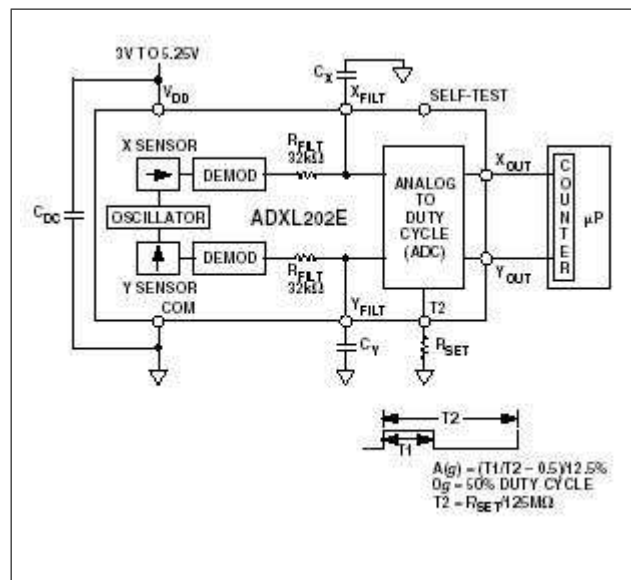 3V TO 5.25V
CX
VDD
XFILT
SELF-TEST
X SENSOR
RFILT
32kΩ
DEMOD
XOUT
CDC
OSCILLATOR
ADXL202E
ANALOG
TO
DUTY
CYCLE
(ADC)
COUNTER
µP
DEMOD
RFILT
32kΩ
Y SENSOR
YOUT
COM
YFILT
T2
CY
RSET
T2
T1
A(g) = (T1/T2 – 0.5)/12.5%
0g = 50% DUTY CYCLE
T2 = RSET/125MΩ